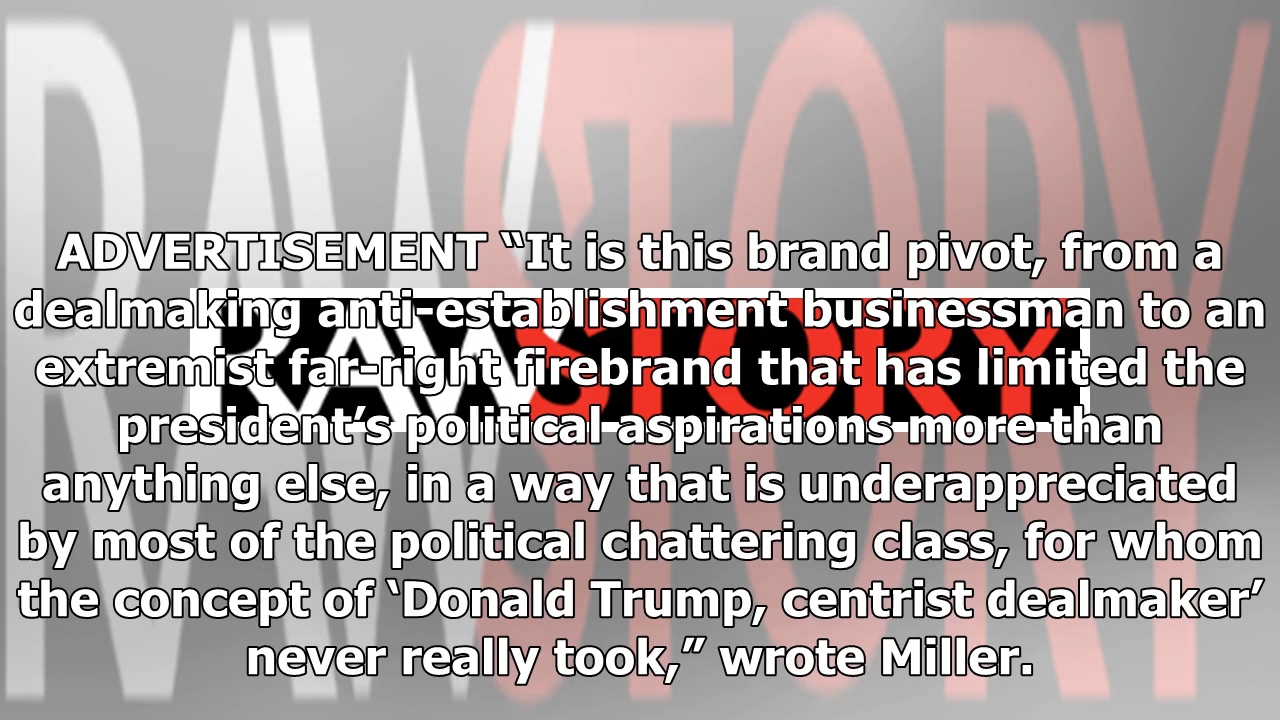 RAWSTORY
ADVERTISEMENT “It is this brand pivot, from a
dealmaking anti-establishment businessman to an
extremist far-right firebrand that has limited the
president’s political aspirations more than
anything else, in a way that is underappreciated
by most of the political chattering class, for whom
the concept of ‘Donald Trump, centrist dealmaker’
never really took,” wrote Miller.
RAWSTORY